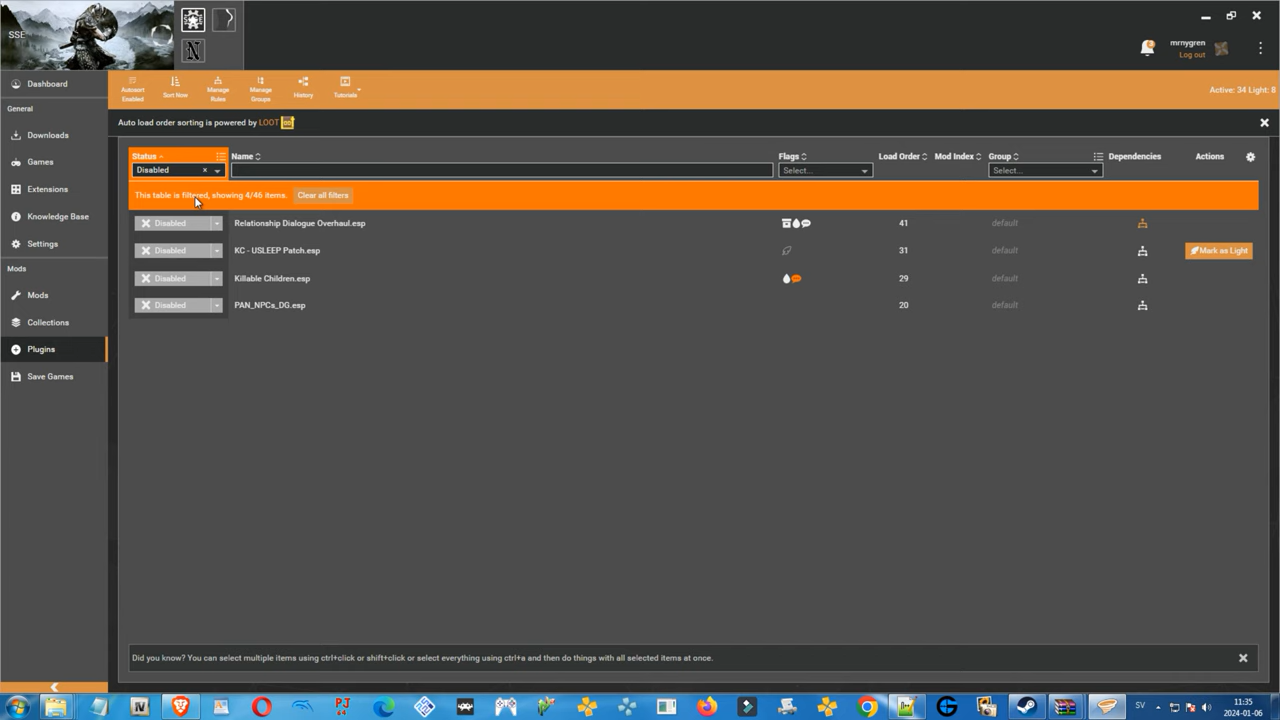 SSE
mrnygren
Log out
Dashboard
General
Downloads
Games
Extensions
Knowledge Base
Settings
Mods
Mods
Collections
Plugins
Save Games
Autosort Enabled
Sort Now
Manage Rules
Manage Groups
History
Tutorials
Active: 34 Light: 8
Auto load order sorting is powered by LOOT
Status Name Flags Load Order Mod Index Group Dependencies Actions
Disabled × Select... Select...
This table is filtered, showing 4/46 items. Clear all filters
Disabled Relationship Dialogue Overhaul.esp 41 default
Disabled KC - USLEEP Patch.esp 31 default Mark as Light
Disabled Killable Children.esp 29 default
Disabled PAN_NPCs_DG.esp 20 default
Did you know? You can select multiple items using ctrl+click or shift+click or select everything using ctrl+a and then do things with all selected items at once.
SV
11:35
2024-01-06